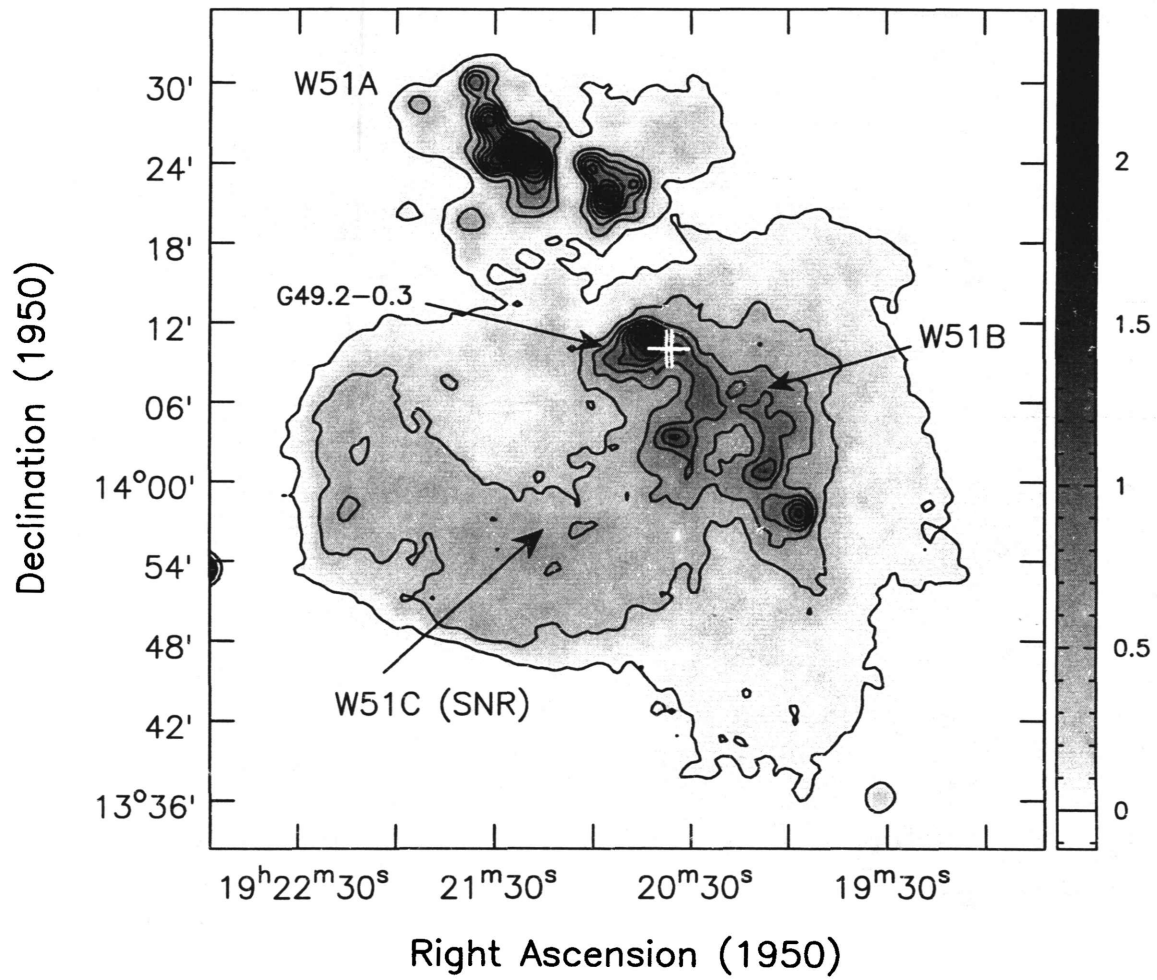 W51A
30'
24'
18'
G49.2−0.3
12'
W51B
06'
14°00'
54'
48'
W51C (SNR)
42'
13°36'
2
1.5
1
0.5
0
19ʰ22ᵐ30ˢ
21ᵐ30ˢ
20ᵐ30ˢ
19ᵐ30ˢ
Declination (1950)
Right Ascension (1950)